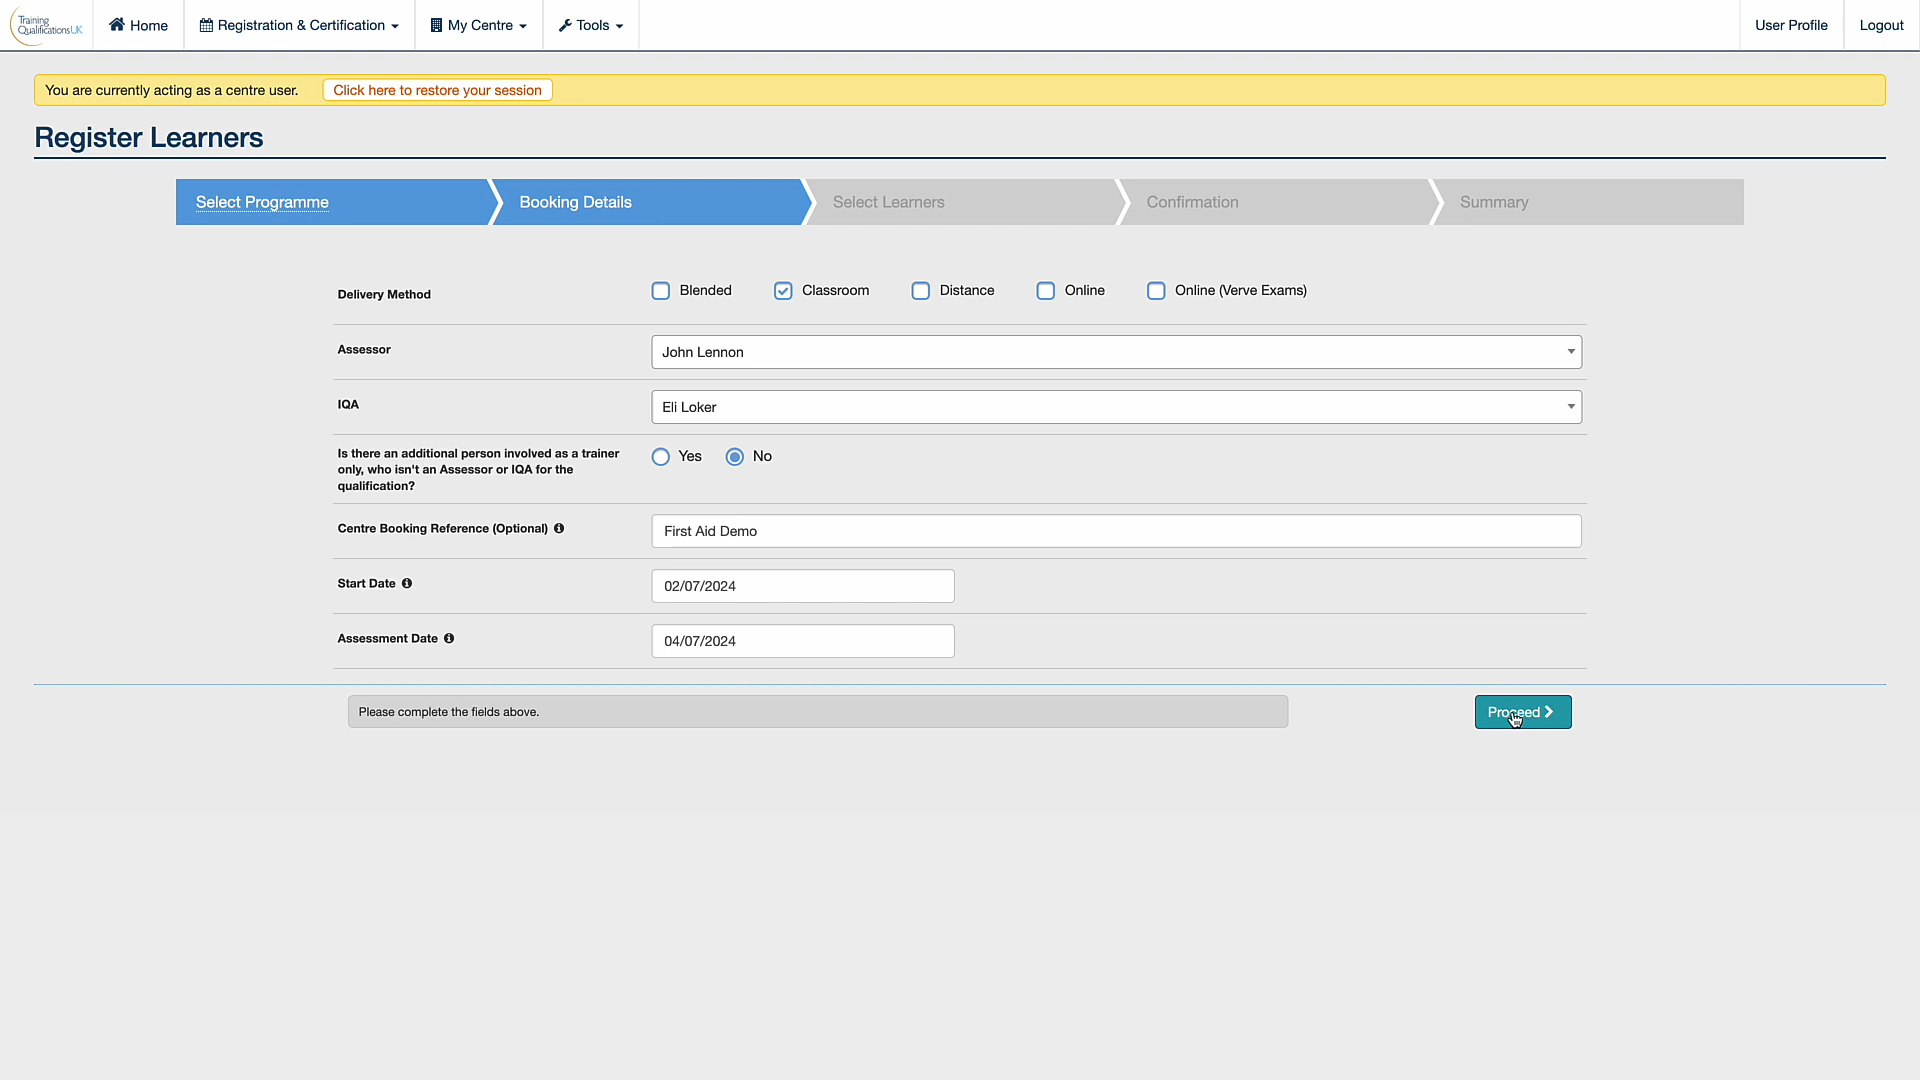 Training
Qualifications UK
Home
Registration & Certification
My Centre
Tools
User Profile
Logout
You are currently acting as a centre user.
Click here to restore your session
Register Learners
Select Programme
Booking Details
Select Learners
Confirmation
Summary
Delivery Method
Blended
Classroom
Distance
Online
Online (Verve Exams)
Assessor
John Lennon
IQA
Eli Loker
Is there an additional person involved as a trainer
only, who isn't an Assessor or IQA for the
qualification?
Yes
No
Centre Booking Reference (Optional)
First Aid Demo
Start Date
02/07/2024
Assessment Date
04/07/2024
Please complete the fields above.
Proceed